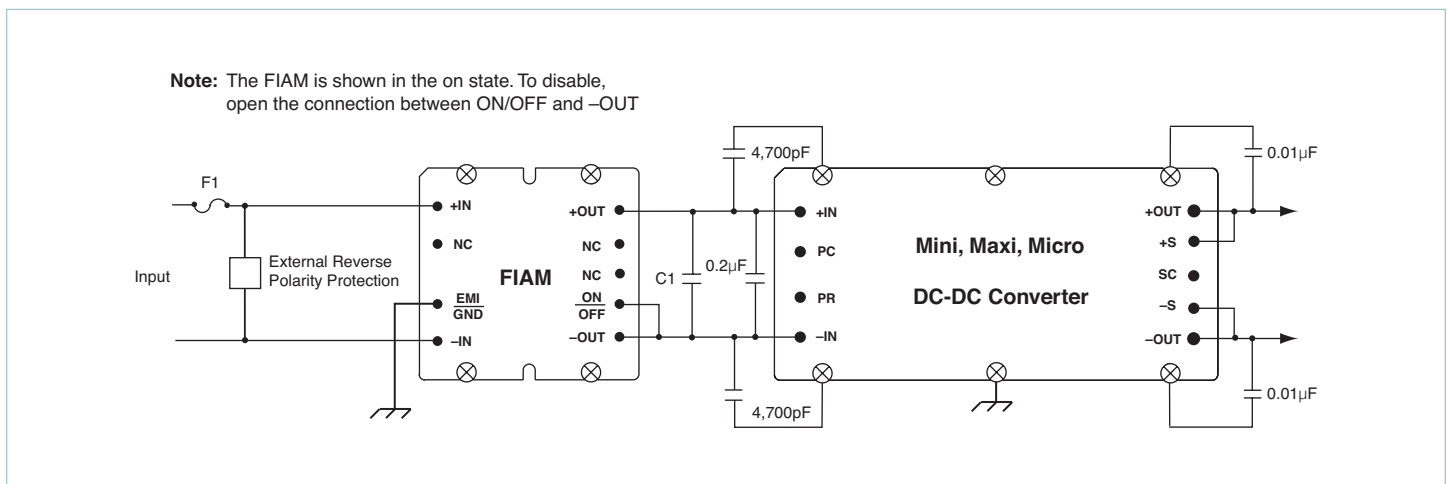 Note: The FIAM is shown in the on state. To disable,
open the connection between ON/OFF and –OUT
F1
Input
External Reverse
Polarity Protection
+IN
NC
EMI
GND
–IN
FIAM
+OUT
NC
NC
ON
OFF
–OUT
C1
0.2µF
4,700pF
4,700pF
+IN
PC
PR
–IN
Mini, Maxi, Micro
DC-DC Converter
+OUT
+S
SC
–S
–OUT
0.01µF
0.01µF